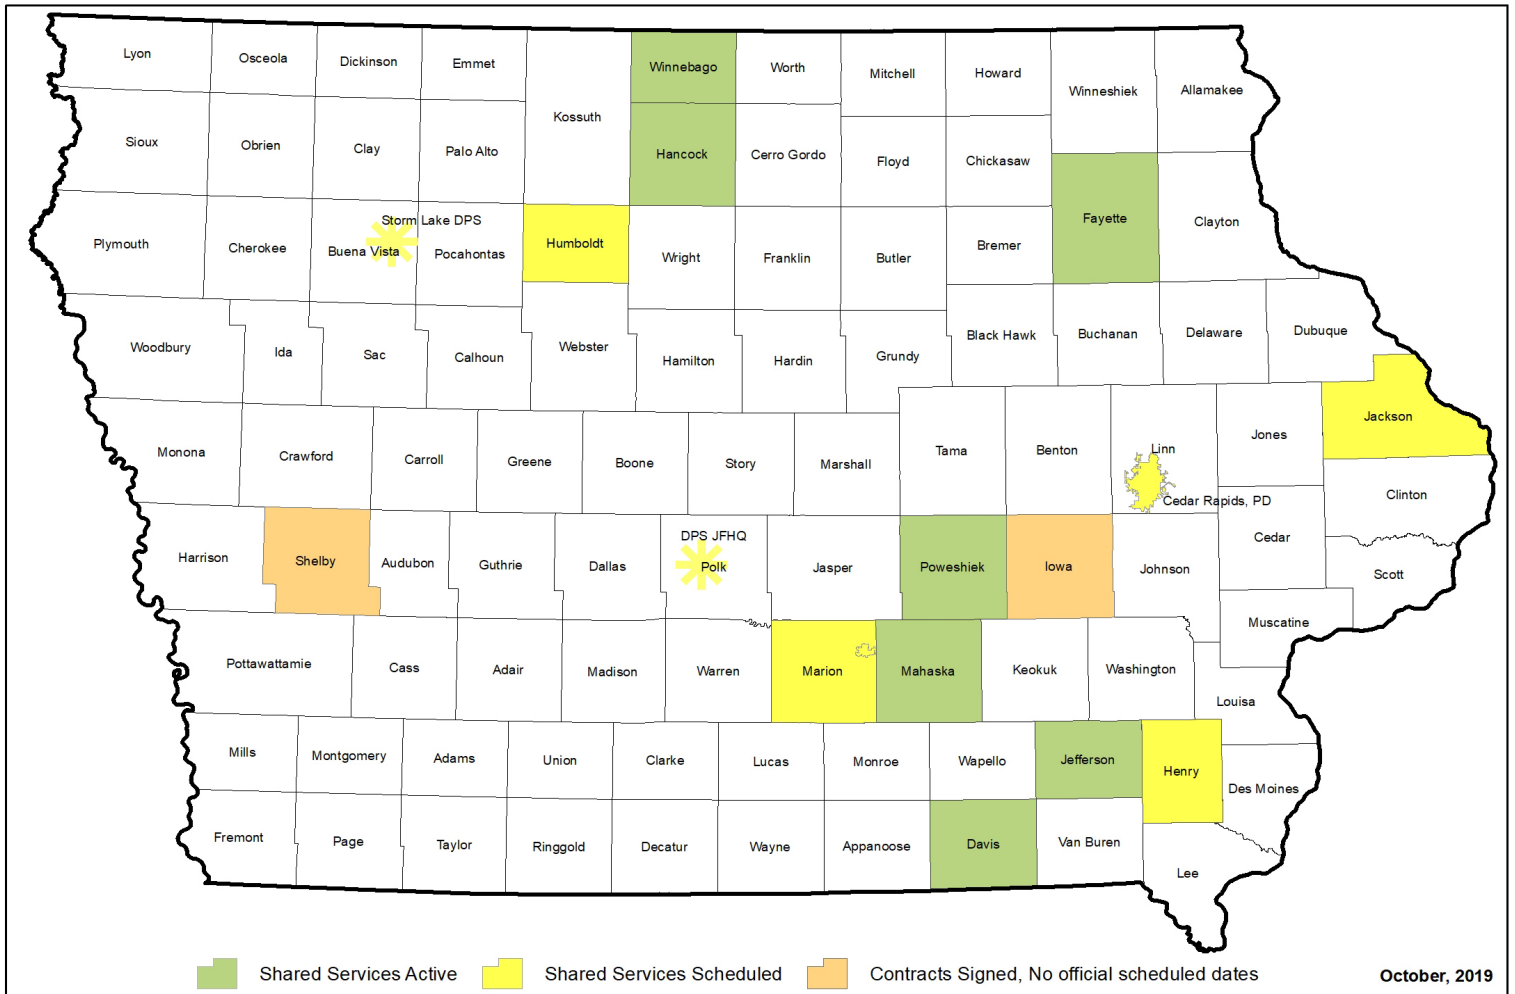 Lyon
Osceola
Dickinson
Emmet
Kossuth
Winnebago
Worth
Mitchell
Howard
Winneshiek
Allamakee
Sioux
Obrien
Clay
Palo Alto
Hancock
Cerro Gordo
Floyd
Chickasaw
Fayette
Clayton
Plymouth
Cherokee
Storm Lake DPS
Buena Vista
Pocahontas
Humboldt
Wright
Franklin
Butler
Bremer
Woodbury
Ida
Sac
Calhoun
Webster
Hamilton
Hardin
Grundy
Black Hawk
Buchanan
Delaware
Dubuque
Jackson
Monona
Crawford
Carroll
Greene
Boone
Story
Marshall
Tama
Benton
Linn
Cedar Rapids, PD
Jones
Clinton
Harrison
Shelby
Audubon
Guthrie
Dallas
DPS JFHQ
Polk
Jasper
Poweshiek
Iowa
Johnson
Cedar
Scott
Muscatine
Pottawattamie
Cass
Adair
Madison
Warren
Marion
Mahaska
Keokuk
Washington
Louisa
Mills
Montgomery
Adams
Union
Clarke
Lucas
Monroe
Wapello
Jefferson
Henry
Des Moines
Fremont
Page
Taylor
Ringgold
Decatur
Wayne
Appanoose
Davis
Van Buren
Lee
Shared Services Active
Shared Services Scheduled
Contracts Signed, No official scheduled dates
October, 2019